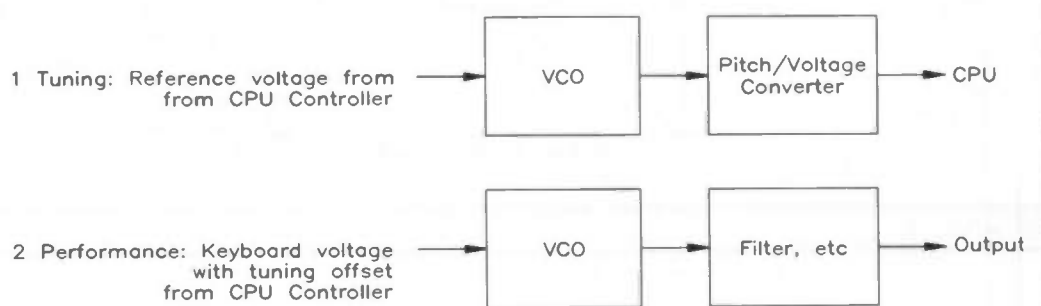 1 Tuning: Reference voltage from
from CPU Controller
VCO
Pitch/Voltage
Converter
CPU
2 Performance: Keyboard voltage
with tuning offset
from CPU Controller
VCO
Filter, etc
Output